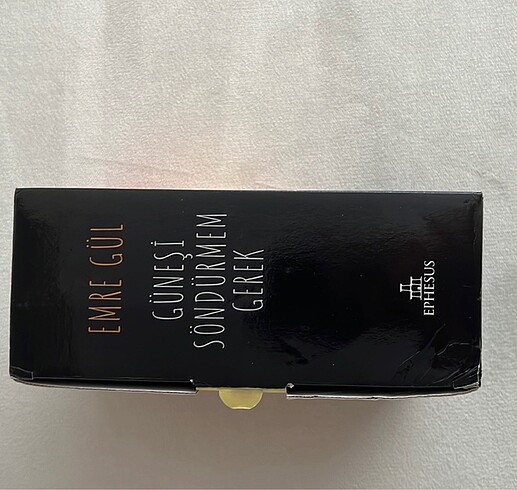 EMRE GÜL
GÜNEŞİ
SÖNDÜRMEM
GEREK
EPHESUS